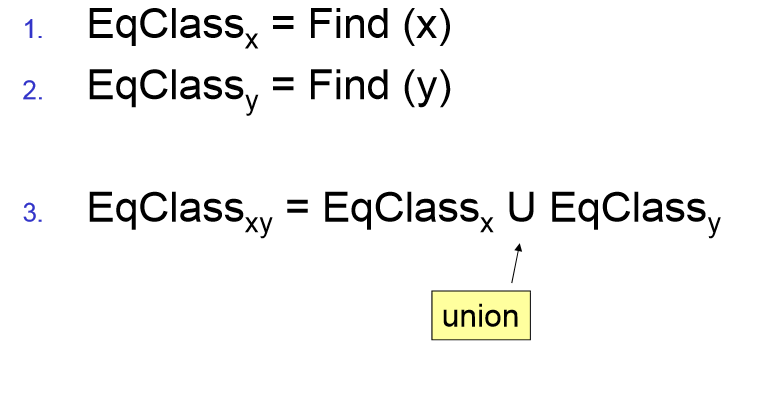 1. EqClassx = Find (x)
2. EqClassy = Find (y)
3. EqClassxy = EqClassx U EqClassy
union